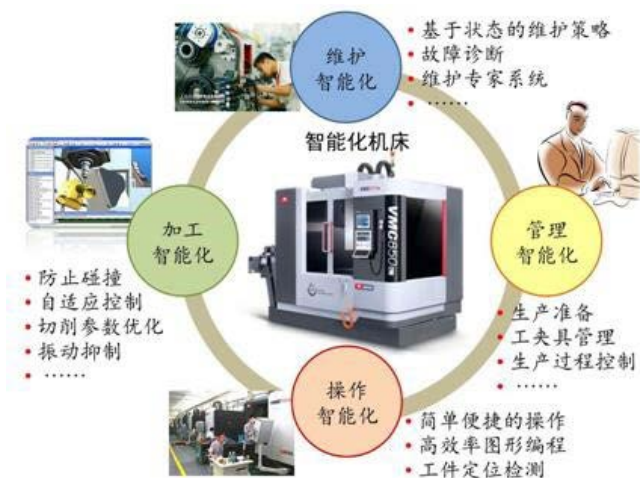 维护
智能化
• 基于状态的维护策略
• 故障诊断
• 维护专家系统
• ……
智能化机床
加工
智能化
• 防止碰撞
• 自适应控制
• 切削参数优化
• 振动抑制
• ……
VMC850
管理
智能化
• 生产准备
• 工夹具管理
• 生产过程控制
• ……
操作
智能化
• 简单便捷的操作
• 高效率图形编程
• 工件定位检测